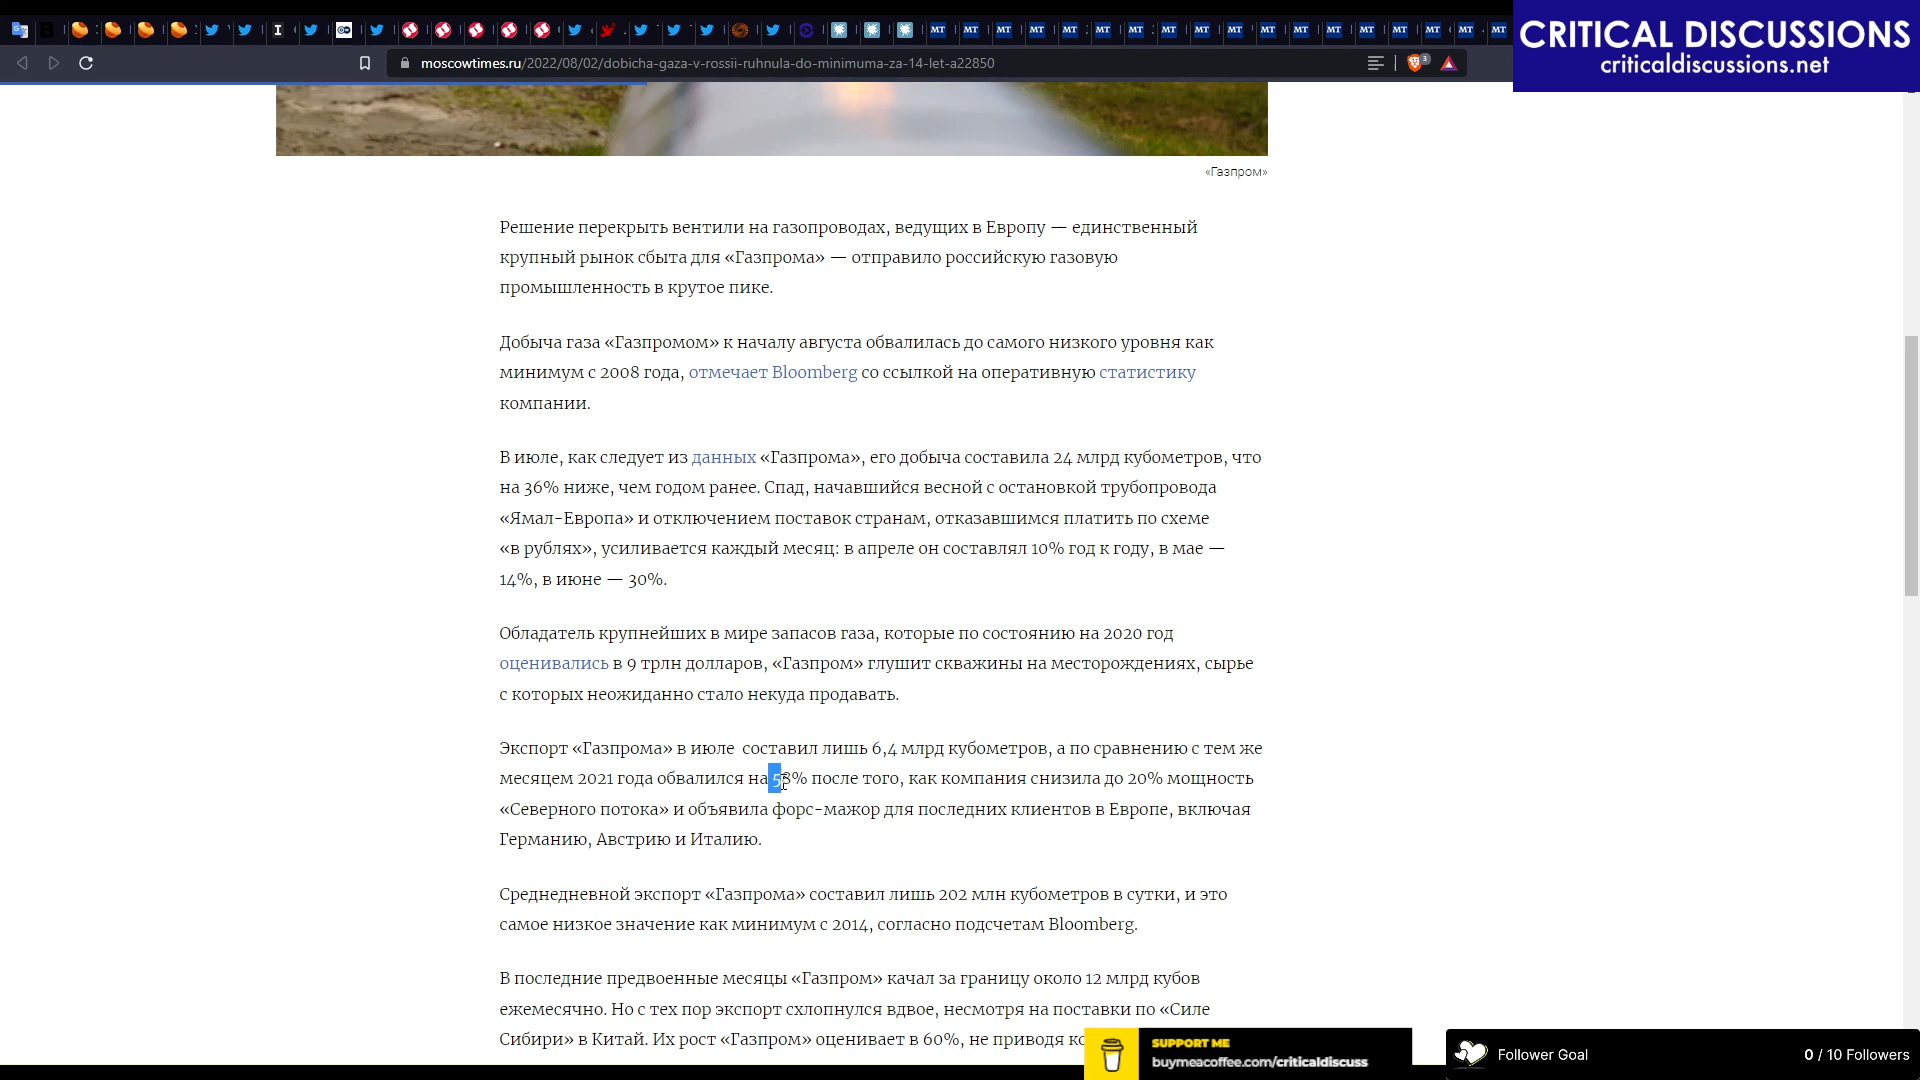 CRITICAL DISCUSSIONS
criticaldiscussions.net
moscowtimes.ru/2022/08/02/dobicha-gaza-v-rossii-ruhnula-do-minimuma-za-14-let-a22850
«Газпром»
Решение перекрыть вентили на газопроводах, ведущих в Европу — единственный
крупный рынок сбыта для «Газпрома» — отправило российскую газовую
промышленность в крутое пике.
Добыча газа «Газпромом» к началу августа обвалилась до самого низкого уровня как
минимум с 2008 года, отмечает Bloomberg со ссылкой на оперативную статистику
компании.
В июле, как следует из данных «Газпрома», его добыча составила 24 млрд кубометров, что
на 36% ниже, чем годом ранее. Спад, начавшийся весной с остановкой трубопровода
«Ямал-Европа» и отключением поставок странам, отказавшимся платить по схеме
«в рублях», усиливается каждый месяц: в апреле он составлял 10% год к году, в мае —
14%, в июне — 30%.
Обладатель крупнейших в мире запасов газа, которые по состоянию на 2020 год
оценивались в 9 трлн долларов, «Газпром» глушит скважины на месторождениях, сырье
с которых неожиданно стало некуда продавать.
Экспорт «Газпрома» в июле составил лишь 6,4 млрд кубометров, а по сравнению с тем же
месяцем 2021 года обвалился на 58% после того, как компания снизила до 20% мощность
«Северного потока» и объявила форс-мажор для последних клиентов в Европе, включая
Германию, Австрию и Италию.
Среднедневной экспорт «Газпрома» составил лишь 202 млн кубометров в сутки, и это
самое низкое значение как минимум с 2014, согласно подсчетам Bloomberg.
В последние предвоенные месяцы «Газпром» качал за границу около 12 млрд кубов
ежемесячно. Но с тех пор экспорт схлопнулся вдвое, несмотря на поставки по «Силе
Сибири» в Китай. Их рост «Газпром» оценивает в 60%, не приводя
SUPPORT ME
buymeacoffee.com/criticaldiscuss
Follower Goal
0 / 10 Followers